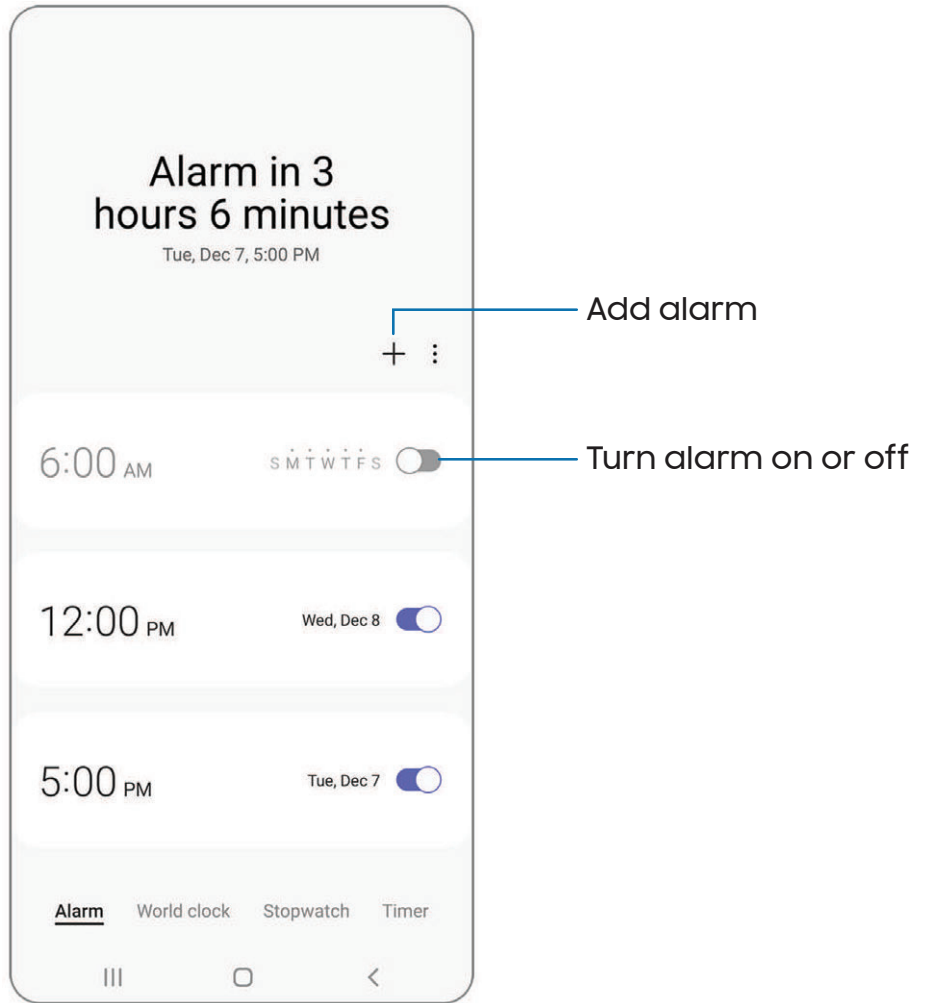 Alarm in 3
hours 6 minutes
Tue, Dec 7, 5:00 PM
Add alarm
6:00 AM S M T W T F S
Turn alarm on or off
12:00 PM Wed, Dec 8
5:00 PM Tue, Dec 7
Alarm World clock Stopwatch Timer